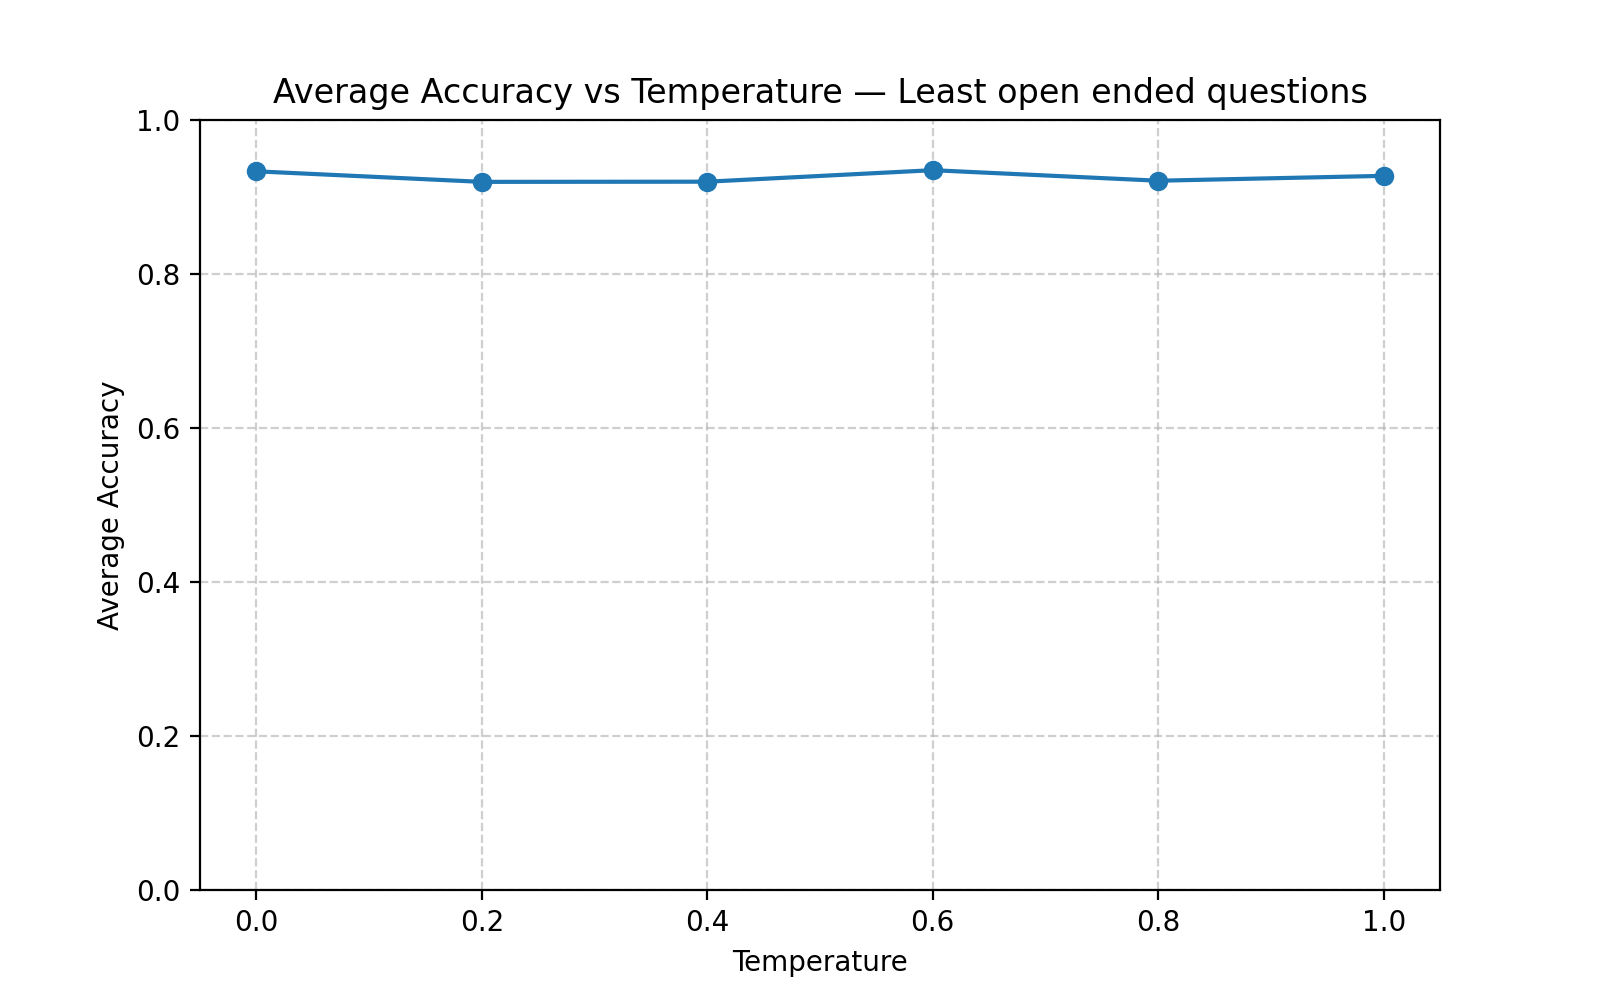 Average Accuracy vs Temperature — Least open ended questions
1.0
0.8
0.6
0.4
0.2
0.0
Average Accuracy
0.0 0.2 0.4 0.6 0.8 1.0
Temperature